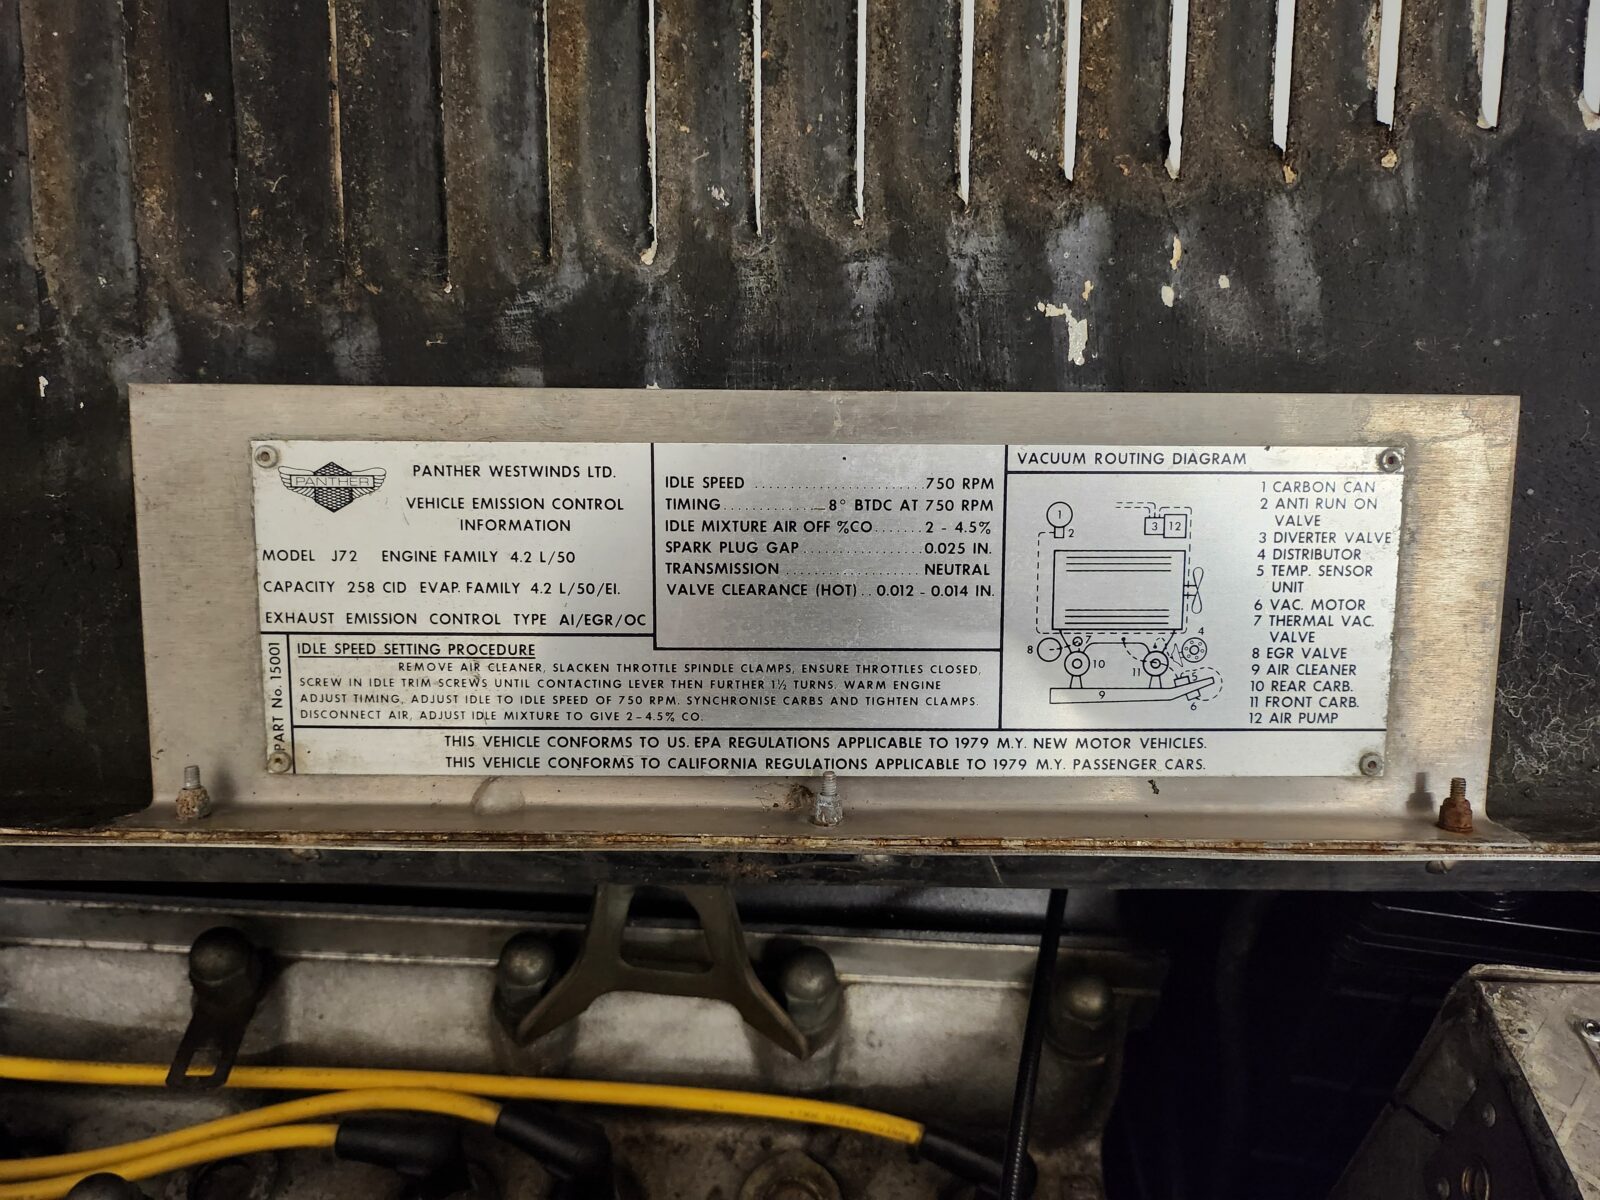 PANTHER
PANTHER WESTWINDS LTD.
VEHICLE EMISSION CONTROL
INFORMATION
MODEL J72 ENGINE FAMILY 4.2 L/50
CAPACITY 258 CID EVAP. FAMILY 4.2 L/50/EI.
EXHAUST EMISSION CONTROL TYPE AI/EGR/OC
IDLE SPEED ........................ 750 RPM
TIMING .............. 8° BTDC AT 750 RPM
IDLE MIXTURE AIR OFF %CO ....... 2 - 4.5%
SPARK PLUG GAP .................. 0.025 IN.
TRANSMISSION .................... NEUTRAL
VALVE CLEARANCE (HOT) .. 0.012 - 0.014 IN.
PART No. 15001
IDLE SPEED SETTING PROCEDURE
REMOVE AIR CLEANER, SLACKEN THROTTLE SPINDLE CLAMPS, ENSURE THROTTLES CLOSED,
SCREW IN IDLE TRIM SCREWS UNTIL CONTACTING LEVER THEN FURTHER 1½ TURNS. WARM ENGINE
ADJUST TIMING, ADJUST IDLE TO IDLE SPEED OF 750 RPM. SYNCHRONISE CARBS AND TIGHTEN CLAMPS.
DISCONNECT AIR, ADJUST IDLE MIXTURE TO GIVE 2-4.5% CO.
VACUUM ROUTING DIAGRAM
1
2
3 12
4
8
7
10
11
5
9
6
1 CARBON CAN
2 ANTI RUN ON
VALVE
3 DIVERTER VALVE
4 DISTRIBUTOR
5 TEMP. SENSOR
UNIT
6 VAC. MOTOR
7 THERMAL VAC.
VALVE
8 EGR VALVE
9 AIR CLEANER
10 REAR CARB.
11 FRONT CARB.
12 AIR PUMP
THIS VEHICLE CONFORMS TO US. EPA REGULATIONS APPLICABLE TO 1979 M.Y. NEW MOTOR VEHICLES.
THIS VEHICLE CONFORMS TO CALIFORNIA REGULATIONS APPLICABLE TO 1979 M.Y. PASSENGER CARS.